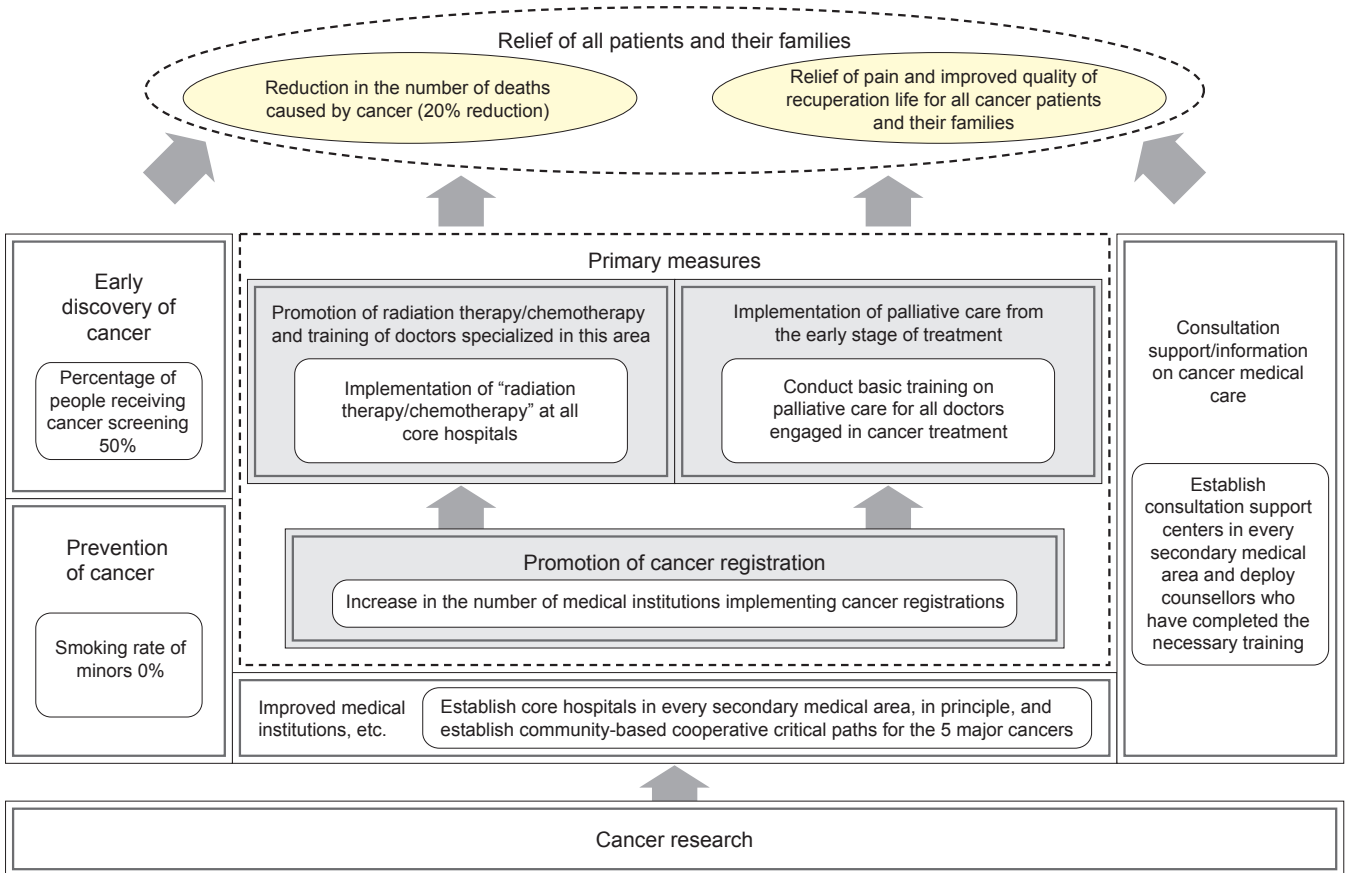 Relief of all patients and their families
Reduction in the number of deaths
caused by cancer (20% reduction)
Relief of pain and improved quality of
recuperation life for all cancer patients
and their families
Early
discovery of
cancer
Percentage of
people receiving
cancer screening
50%
Prevention
of cancer
Smoking rate of
minors 0%
Primary measures
Promotion of radiation therapy/chemotherapy
and training of doctors specialized in this area
Implementation of “radiation
therapy/chemotherapy” at all
core hospitals
Implementation of palliative care from
the early stage of treatment
Conduct basic training on
palliative care for all doctors
engaged in cancer treatment
Promotion of cancer registration
Increase in the number of medical institutions implementing cancer registrations
Improved medical
institutions, etc.
Establish core hospitals in every secondary medical area, in principle, and
establish community-based cooperative critical paths for the 5 major cancers
Consultation
support/information
on cancer medical
care
Establish
consultation support
centers in every
secondary medical
area and deploy
counsellors who
have completed the
necessary training
Cancer research